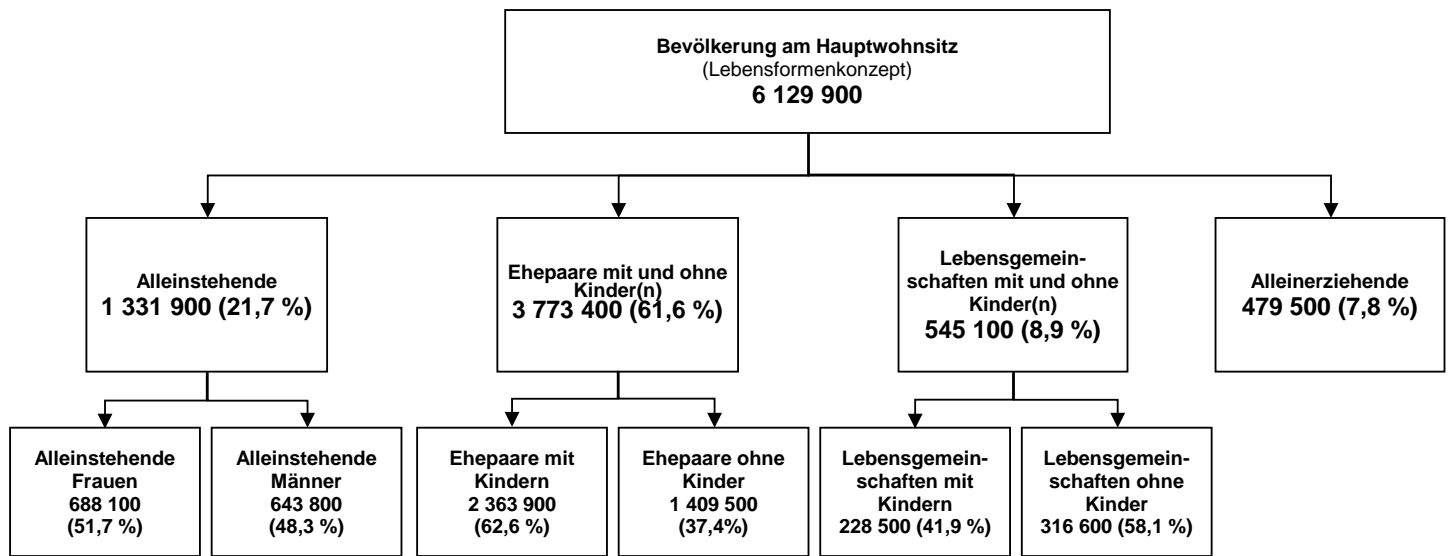 Bevölkerung am Hauptwohnsitz
(Lebensformenkonzept)
6 129 900
Alleinstehende
1 331 900 (21,7 %)
Ehepaare mit und ohne
Kinder(n)
3 773 400 (61,6 %)
Lebensgemein-
schaften mit und ohne
Kinder(n)
545 100 (8,9 %)
Alleinerziehende
479 500 (7,8 %)
Alleinstehende
Frauen
688 100
(51,7 %)
Alleinstehende
Männer
643 800
(48,3 %)
Ehepaare mit
Kindern
2 363 900
(62,6 %)
Ehepaare ohne
Kinder
1 409 500
(37,4%)
Lebensgemein-
schaften mit
Kindern
228 500 (41,9 %)
Lebensgemein-
schaften ohne
Kinder
316 600 (58,1 %)